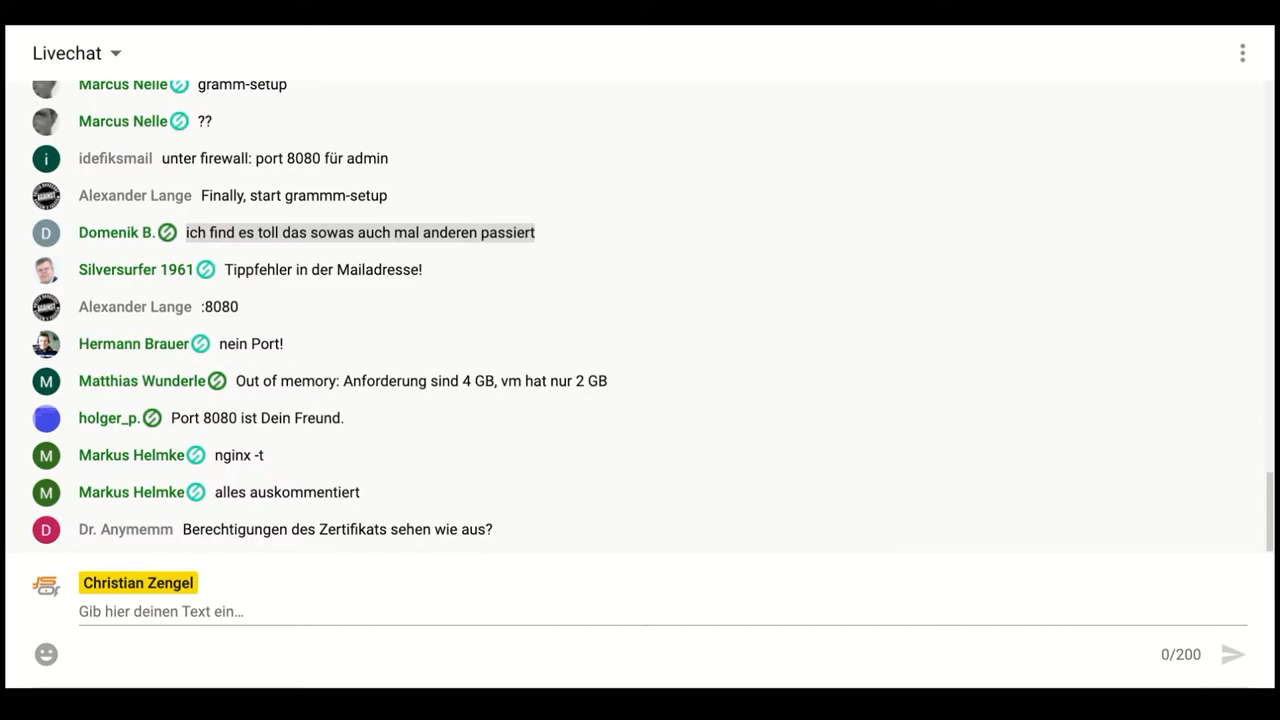 Livechat
Marcus Nelle gramm-setup
Marcus Nelle ??
i idefiksmail unter firewall: port 8080 für admin
Alexander Lange Finally, start grammm-setup
D Domenik B. ich find es toll das sowas auch mal anderen passiert
Silversurfer 1961 Tippfehler in der Mailadresse!
Alexander Lange :8080
Hermann Brauer nein Port!
M Matthias Wunderle Out of memory: Anforderung sind 4 GB, vm hat nur 2 GB
holger_p. Port 8080 ist Dein Freund.
M Markus Helmke nginx -t
M Markus Helmke alles auskommentiert
D Dr. Anymemm Berechtigungen des Zertifikats sehen wie aus?
Christian Zengel
Gib hier deinen Text ein…
0/200